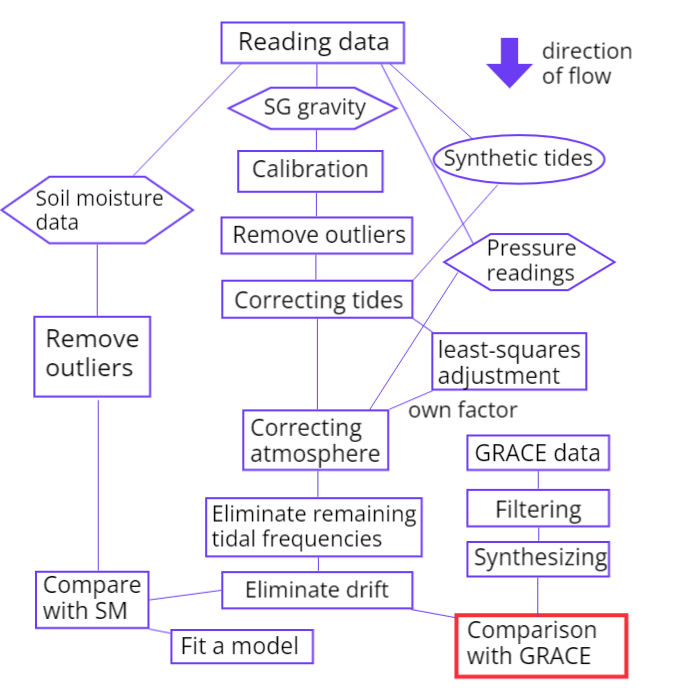 Reading data
direction
of flow
SG gravity
Synthetic tides
Calibration
Soil moisture
data
Remove outliers
Pressure
readings
Correcting tides
Remove
outliers
least-squares
adjustment
own factor
Correcting
atmosphere
GRACE data
Eliminate remaining
tidal frequencies
Filtering
Synthesizing
Compare
with SM
Eliminate drift
Fit a model
Comparison
with GRACE